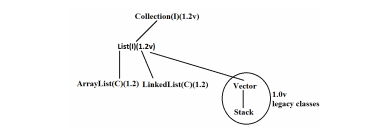 Collection(I)(1.2v)
List(I)(1.2v)
ArrayList(C)(1.2) LinkedList(C)(1.2)
Vector
Stack
1.0v
legacy classes